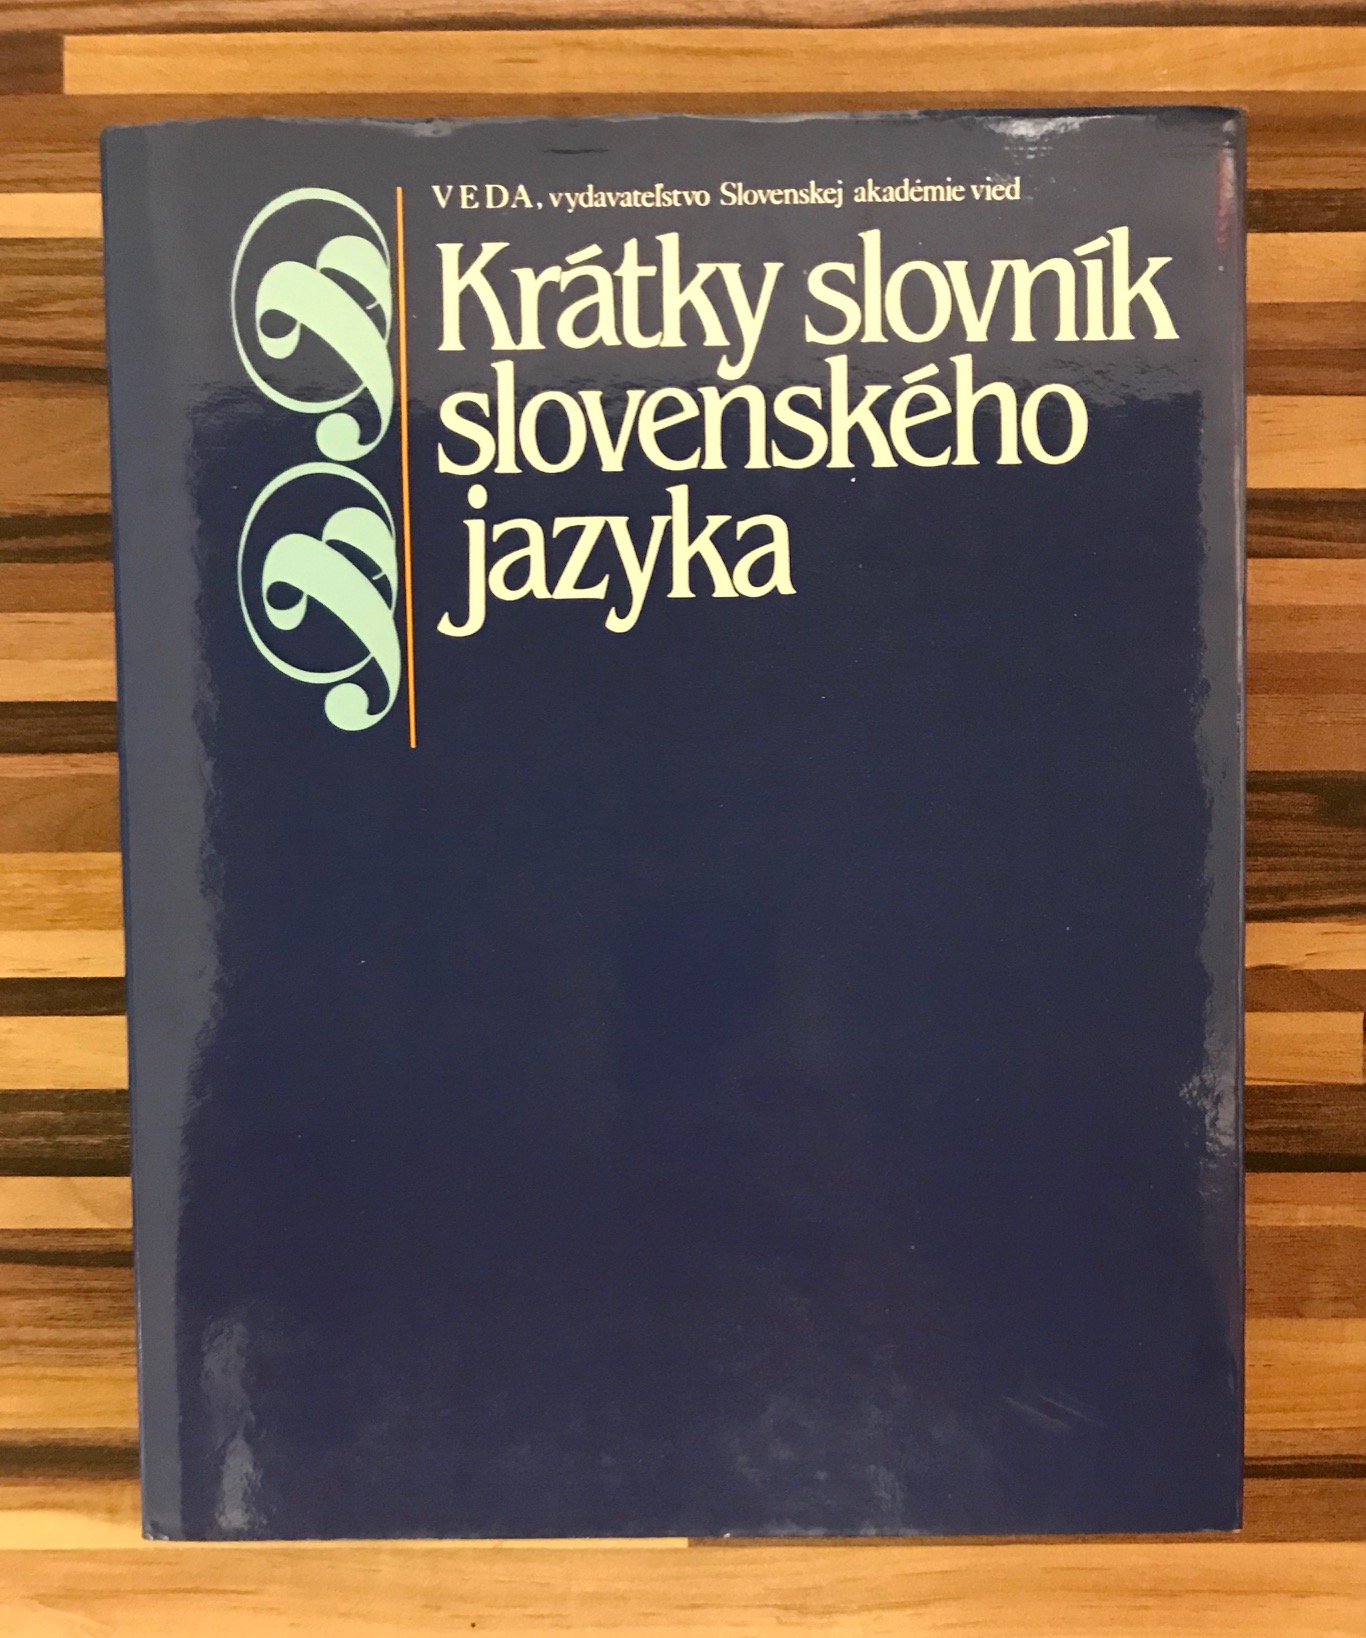 VEDA, vydavateľstvo Slovenskej akadémie vied
Krátky slovník
slovenského
jazyka